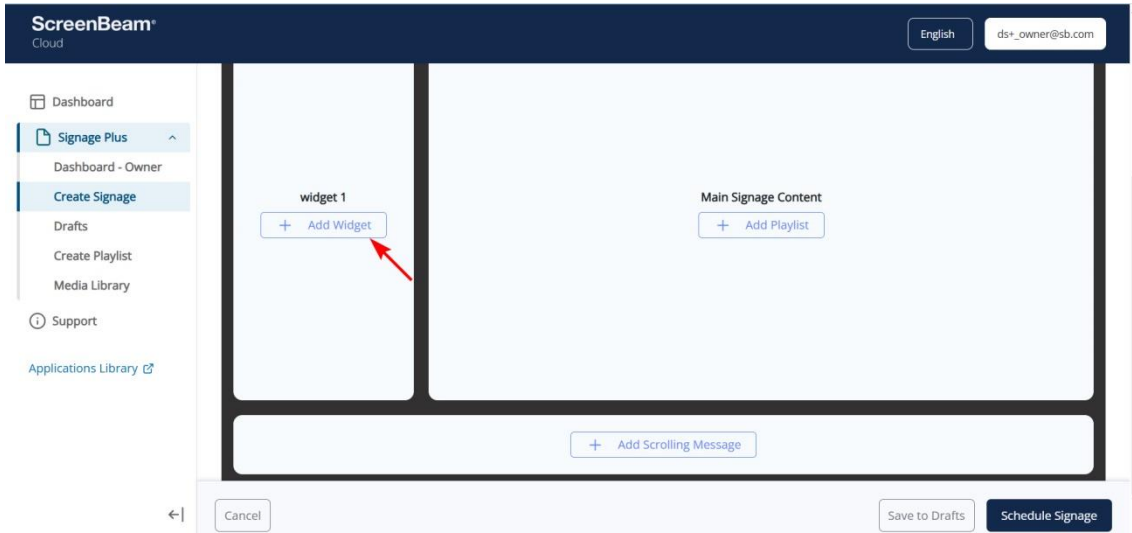 ScreenBeam®
Cloud
English
ds+_owner@sb.com
Dashboard
Signage Plus
Dashboard - Owner
Create Signage
Drafts
Create Playlist
Media Library
Support
Applications Library
widget 1
+ Add Widget
Main Signage Content
+ Add Playlist
+ Add Scrolling Message
Cancel
Save to Drafts
Schedule Signage